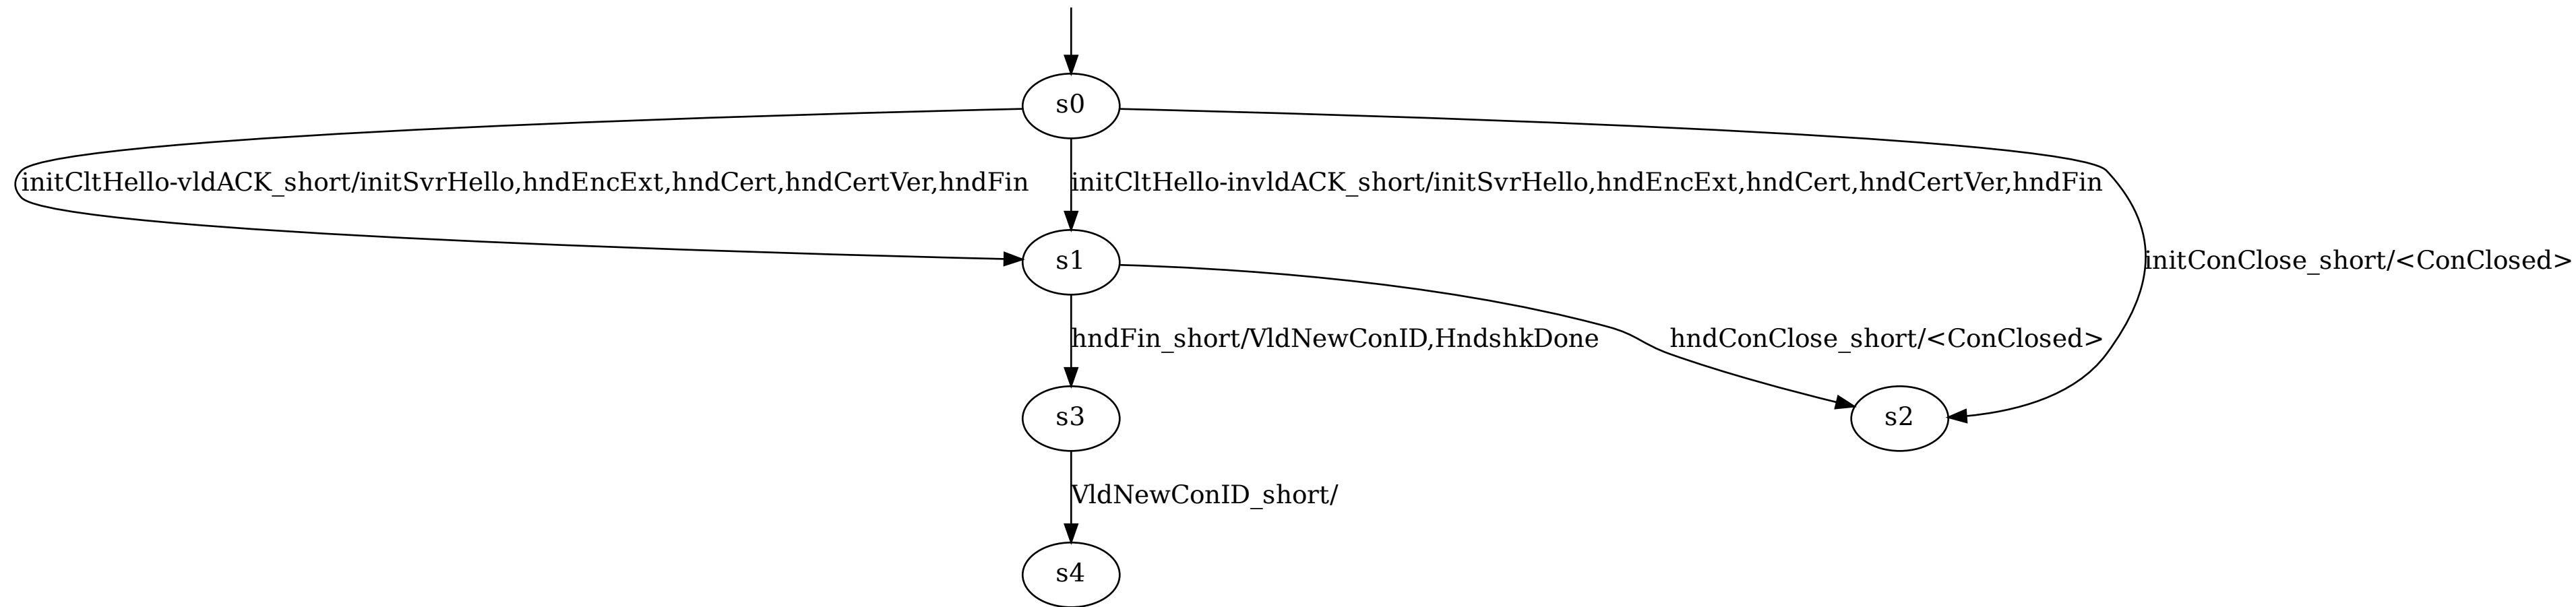 s0
initCltHello-vldACK_short/initSvrHello,hndEncExt,hndCert,hndCertVer,hndFin
initCltHello-invldACK_short/initSvrHello,hndEncExt,hndCert,hndCertVer,hndFin
s1
initConClose_short/<ConClosed>
hndFin_short/VldNewConID,HndshkDone
hndConClose_short/<ConClosed>
s3
s2
VldNewConID_short/
s4